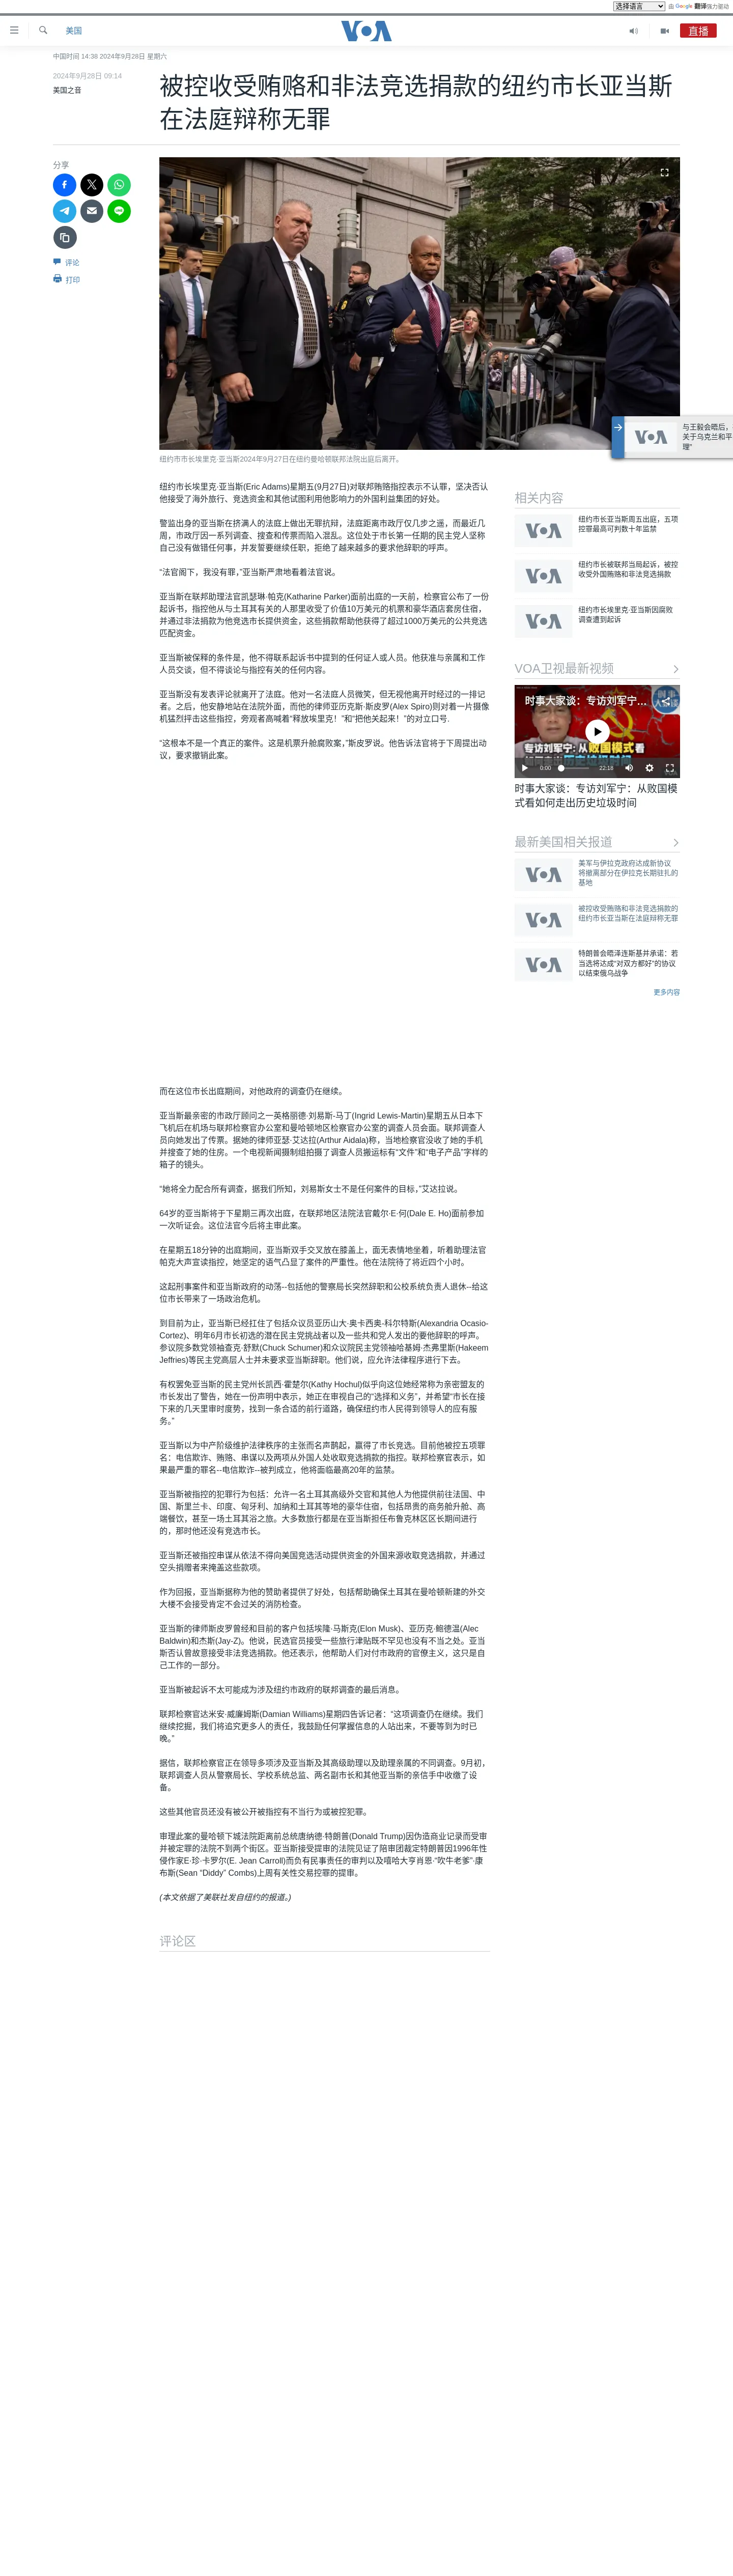 选择语言
由 Google 翻译强力驱动
美国
VOA
直播
中国时间 14:38 2024年9月28日 星期六
2024年9月28日 09:14
美国之音
被控收受贿赂和非法竞选捐款的纽约市长亚当斯
在法庭辩称无罪
分享
评论
打印
纽约市市长埃里克·亚当斯2024年9月27日在纽约曼哈顿联邦法院出庭后离开。
VOA
与王毅会晤后，
关于乌克兰和平
理"
纽约市长埃里克·亚当斯(Eric Adams)星期五(9月27日)对联邦贿赂指控表示不认罪，坚决否认
他接受了海外旅行、竞选资金和其他试图利用他影响力的外国利益集团的好处。
警监出身的亚当斯在挤满人的法庭上做出无罪抗辩，法庭距离市政厅仅几步之遥，而最近几
周，市政厅因一系列调查、搜查和传票而陷入混乱。这位处于市长第一任期的民主党人坚称
自己没有做错任何事，并发誓要继续任职，拒绝了越来越多的要求他辞职的呼声。
“法官阁下，我没有罪，”亚当斯严肃地看着法官说。
亚当斯在联邦助理法官凯瑟琳·帕克(Katharine Parker)面前出庭的一天前，检察官公布了一份
起诉书，指控他从与土耳其有关的人那里收受了价值10万美元的机票和豪华酒店套房住宿，
并通过非法捐款为他竞选市长提供资金，这些捐款帮助他获得了超过1000万美元的公共竞选
匹配资金。
亚当斯被保释的条件是，他不得联系起诉书中提到的任何证人或人员。他获准与亲属和工作
人员交谈，但不得谈论与指控有关的任何内容。
亚当斯没有发表评论就离开了法庭。他对一名法庭人员微笑，但无视他离开时经过的一排记
者。之后，他安静地站在法院外面，而他的律师亚历克斯·斯皮罗(Alex Spiro)则对着一片摄像
机猛烈抨击这些指控，旁观者高喊着“释放埃里克！”和“把他关起来！”的对立口号.
“这根本不是一个真正的案件。这是机票升舱腐败案，”斯皮罗说。他告诉法官将于下周提出动
议，要求撤销此案。
相关内容
VOA
纽约市长亚当斯周五出庭，五项
控罪最高可判数十年监禁
VOA
纽约市长被联邦当局起诉，被控
收受外国贿赂和非法竞选捐款
VOA
纽约市长埃里克·亚当斯因腐败
调查遭到起诉
VOA卫视最新视频
时事大家谈：专访刘军宁...
专访刘军宁：从败国模式看
0:00
22:18
时事大家谈：专访刘军宁：从败国模
式看如何走出历史垃圾时间
最新美国相关报道
VOA
美军与伊拉克政府达成新协议
将撤离部分在伊拉克长期驻扎的
基地
VOA
被控收受贿赂和非法竞选捐款的
纽约市长亚当斯在法庭辩称无罪
VOA
特朗普会晤泽连斯基并承诺：若
当选将达成“对双方都好”的协议
以结束俄乌战争
更多内容
而在这位市长出庭期间，对他政府的调查仍在继续。
亚当斯最亲密的市政厅顾问之一英格丽德·刘易斯-马丁(Ingrid Lewis-Martin)星期五从日本下
飞机后在机场与联邦检察官办公室和曼哈顿地区检察官办公室的调查人员会面。联邦调查人
员向她发出了传票。据她的律师亚瑟·艾达拉(Arthur Aidala)称，当地检察官没收了她的手机
并搜查了她的住房。一个电视新闻摄制组拍摄了调查人员搬运标有“文件”和“电子产品”字样的
箱子的镜头。
“她将全力配合所有调查，据我们所知，刘易斯女士不是任何案件的目标，”艾达拉说。
64岁的亚当斯将于下星期三再次出庭，在联邦地区法院法官戴尔·E·何(Dale E. Ho)面前参加
一次听证会。这位法官今后将主审此案。
在星期五18分钟的出庭期间，亚当斯双手交叉放在膝盖上，面无表情地坐着，听着助理法官
帕克大声宣读指控，她坚定的语气凸显了案件的严重性。他在法院待了将近四个小时。
这起刑事案件和亚当斯政府的动荡--包括他的警察局长突然辞职和公校系统负责人退休--给这
位市长带来了一场政治危机。
到目前为止，亚当斯已经扛住了包括众议员亚历山大·奥卡西奥-科尔特斯(Alexandria Ocasio-
Cortez)、明年6月市长初选的潜在民主党挑战者以及一些共和党人发出的要他辞职的呼声。
参议院多数党领袖查克·舒默(Chuck Schumer)和众议院民主党领袖哈基姆·杰弗里斯(Hakeem
Jeffries)等民主党高层人士并未要求亚当斯辞职。他们说，应允许法律程序进行下去。
有权罢免亚当斯的民主党州长凯西·霍楚尔(Kathy Hochul)似乎向这位她经常称为亲密盟友的
市长发出了警告，她在一份声明中表示，她正在审视自己的“选择和义务”，并希望“市长在接
下来的几天里审时度势，找到一条合适的前行道路，确保纽约市人民得到领导人的应有服
务。”
亚当斯以为中产阶级维护法律秩序的主张而名声鹊起，赢得了市长竞选。目前他被控五项罪
名：电信欺诈、贿赂、串谋以及两项从外国人处收取竞选捐款的指控。联邦检察官表示，如
果最严重的罪名--电信欺诈--被判成立，他将面临最高20年的监禁。
亚当斯被指控的犯罪行为包括：允许一名土耳其高级外交官和其他人为他提供前往法国、中
国、斯里兰卡、印度、匈牙利、加纳和土耳其等地的豪华住宿，包括昂贵的商务舱升舱、高
端餐饮，甚至一场土耳其浴之旅。大多数旅行都是在亚当斯担任布鲁克林区区长期间进行
的，那时他还没有竞选市长。
亚当斯还被指控串谋从依法不得向美国竞选活动提供资金的外国来源收取竞选捐款，并通过
空头捐赠者来掩盖这些款项。
作为回报，亚当斯据称为他的赞助者提供了好处，包括帮助确保土耳其在曼哈顿新建的外交
大楼不会接受肯定不会过关的消防检查。
亚当斯的律师斯皮罗曾经和目前的客户包括埃隆·马斯克(Elon Musk)、亚历克·鲍德温(Alec
Baldwin)和杰斯(Jay-Z)。他说，民选官员接受一些旅行津贴既不罕见也没有不当之处。亚当
斯否认曾故意接受非法竞选捐款。他还表示，他帮助人们对付市政府的官僚主义，这只是自
己工作的一部分。
亚当斯被起诉不太可能成为涉及纽约市政府的联邦调查的最后消息。
联邦检察官达米安·威廉姆斯(Damian Williams)星期四告诉记者：“这项调查仍在继续。我们
继续挖掘，我们将追究更多人的责任，我鼓励任何掌握信息的人站出来，不要等到为时已
晚。”
据信，联邦检察官正在领导多项涉及亚当斯及其高级助理以及助理亲属的不同调查。9月初，
联邦调查人员从警察局长、学校系统总监、两名副市长和其他亚当斯的亲信手中收缴了设
备。
这些其他官员还没有被公开被指控有不当行为或被控犯罪。
审理此案的曼哈顿下城法院距离前总统唐纳德·特朗普(Donald Trump)因伪造商业记录而受审
并被定罪的法院不到两个街区。亚当斯接受提审的法院见证了陪审团裁定特朗普因1996年性
侵作家E·珍·卡罗尔(E. Jean Carroll)而负有民事责任的审判以及嘻哈大亨肖恩·“吹牛老爹”·康
布斯(Sean “Diddy” Combs)上周有关性交易控罪的提审。
(本文依据了美联社发自纽约的报道。)
评论区